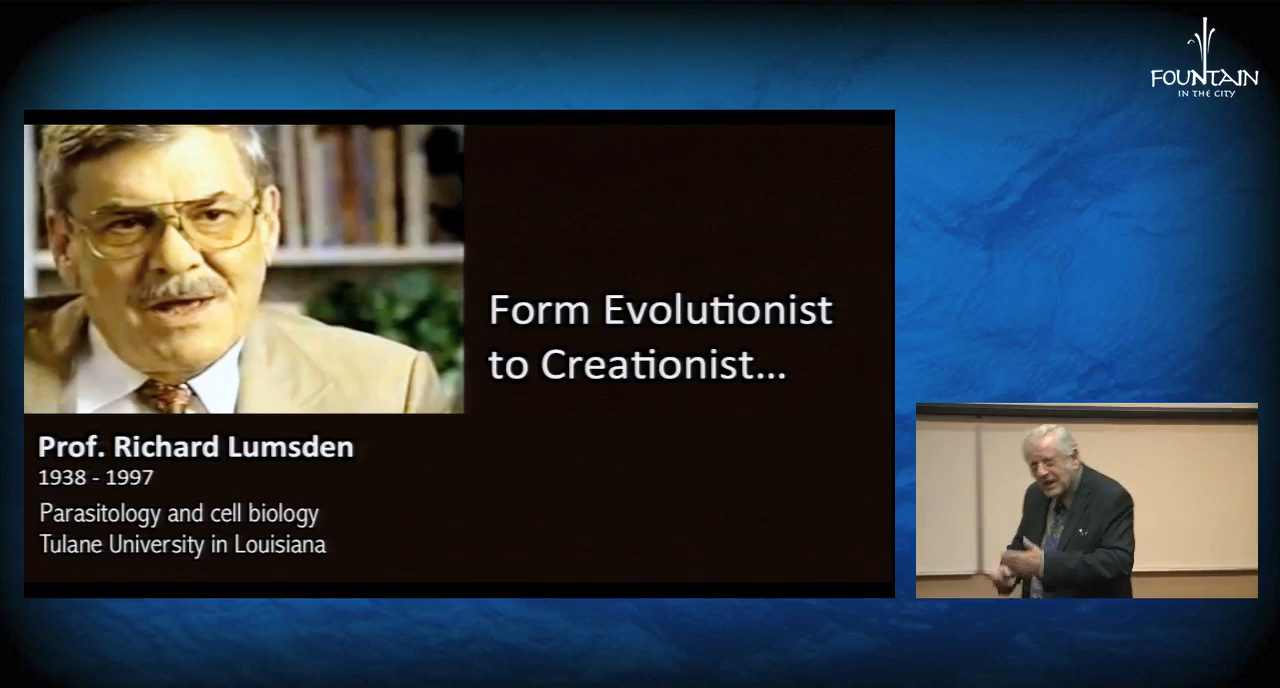 FOUNTAIN
IN THE CITY
Form Evolutionist
to Creationist...
Prof. Richard Lumsden
1938 - 1997
Parasitology and cell biology
Tulane University in Louisiana